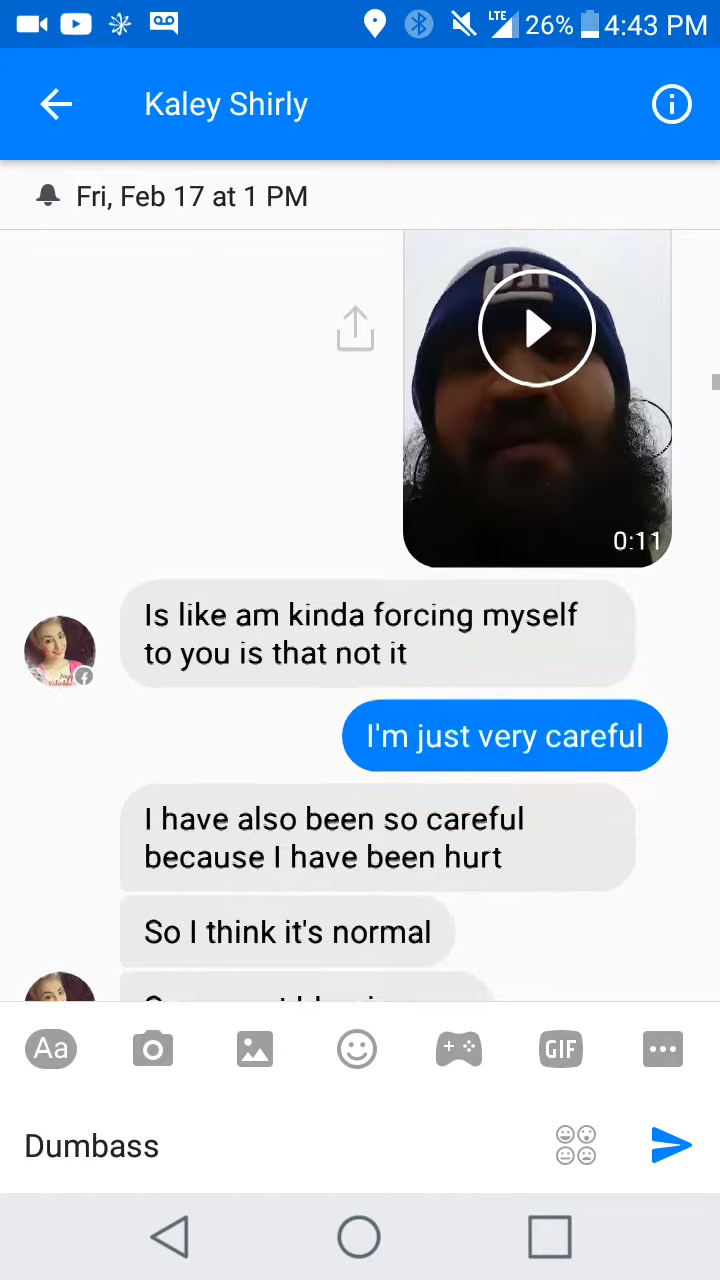 LTE 26% 4:43 PM
Kaley Shirly
Fri, Feb 17 at 1 PM
0:11
Is like am kinda forcing myself
to you is that not it
I'm just very careful
I have also been so careful
because I have been hurt
So I think it's normal
Aa
GIF
Dumbass